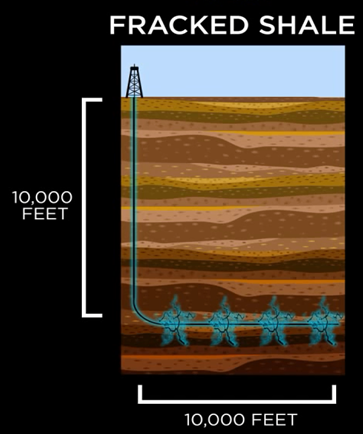 FRACKED SHALE
10,000
FEET
10,000 FEET